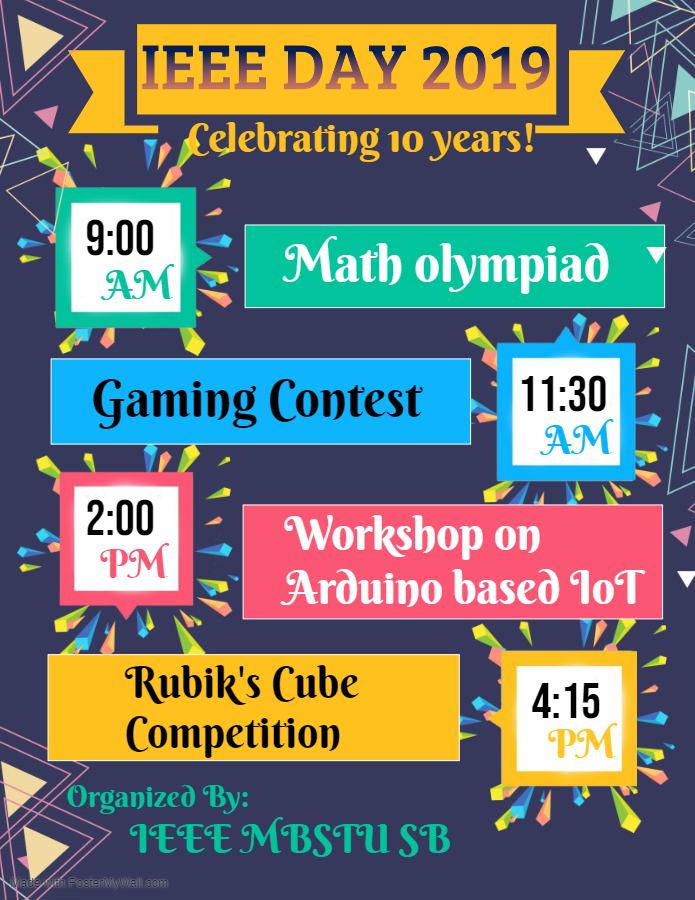 IEEE DAY 2019
Celebrating 10 years!
9:00
AM
Math olympiad
Gaming Contest
11:30
AM
2:00
PM
Workshop on
Arduino based IoT
Rubik's Cube
Competition
4:15
PM
Organized By:
IEEE MBSTU SB
Made with PosterMyWall.com